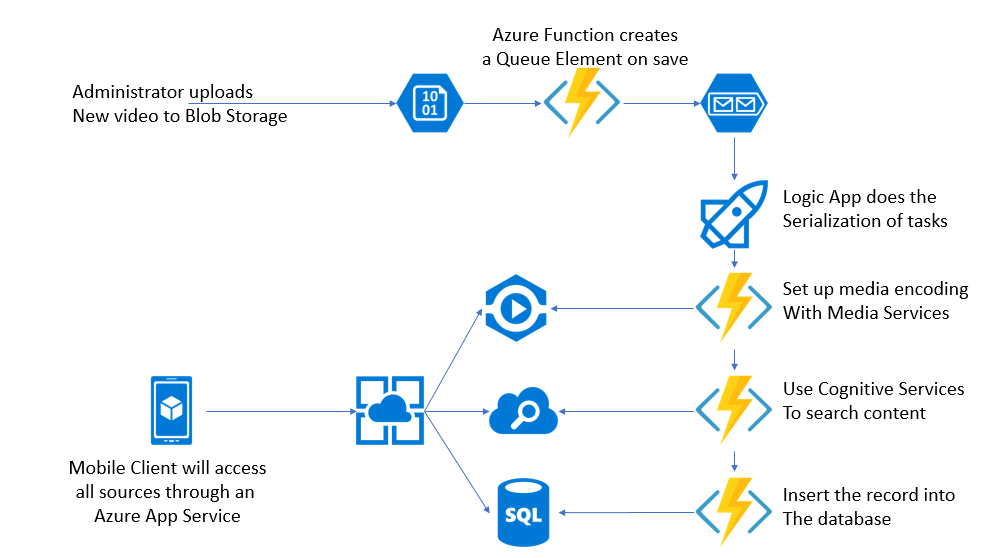 Azure Function creates
a Queue Element on save
Administrator uploads
New video to Blob Storage
10
01
Logic App does the
Serialization of tasks
Set up media encoding
With Media Services
Use Cognitive Services
To search content
Mobile Client will access
all sources through an
Azure App Service
SQL
Insert the record into
The database